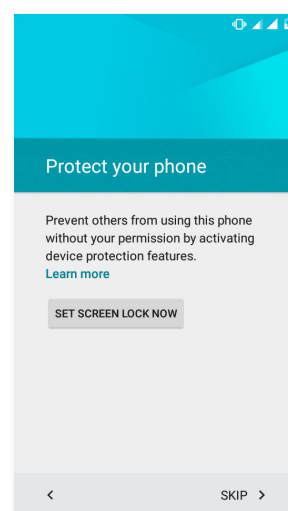 Protect your phone
Prevent others from using this phone
without your permission by activating
device protection features.
Learn more
SET SCREEN LOCK NOW
SKIP